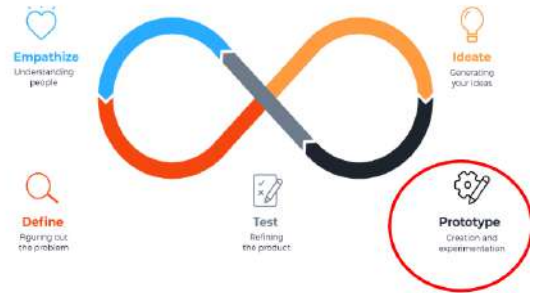 Empathize
Understanding
people
Ideate
Generating
your ideas
Define
Figuring out
the problem
Test
Refining
the product
Prototype
Creation and
experimentation